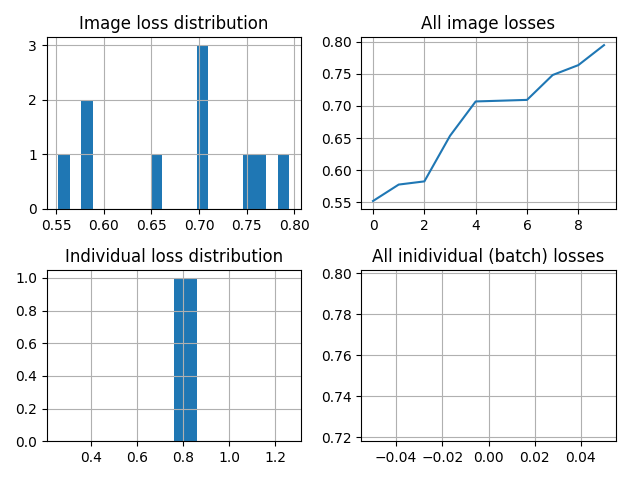 Image loss distribution
3
2
1
0
0.55 0.60 0.65 0.70 0.75 0.80
All image losses
0.80
0.75
0.70
0.65
0.60
0.55
0 2 4 6 8
Individual loss distribution
1.0
0.8
0.6
0.4
0.2
0.0
0.4 0.6 0.8 1.0 1.2
All inidividual (batch) losses
0.80
0.78
0.76
0.74
0.72
−0.04 −0.02 0.00 0.02 0.04